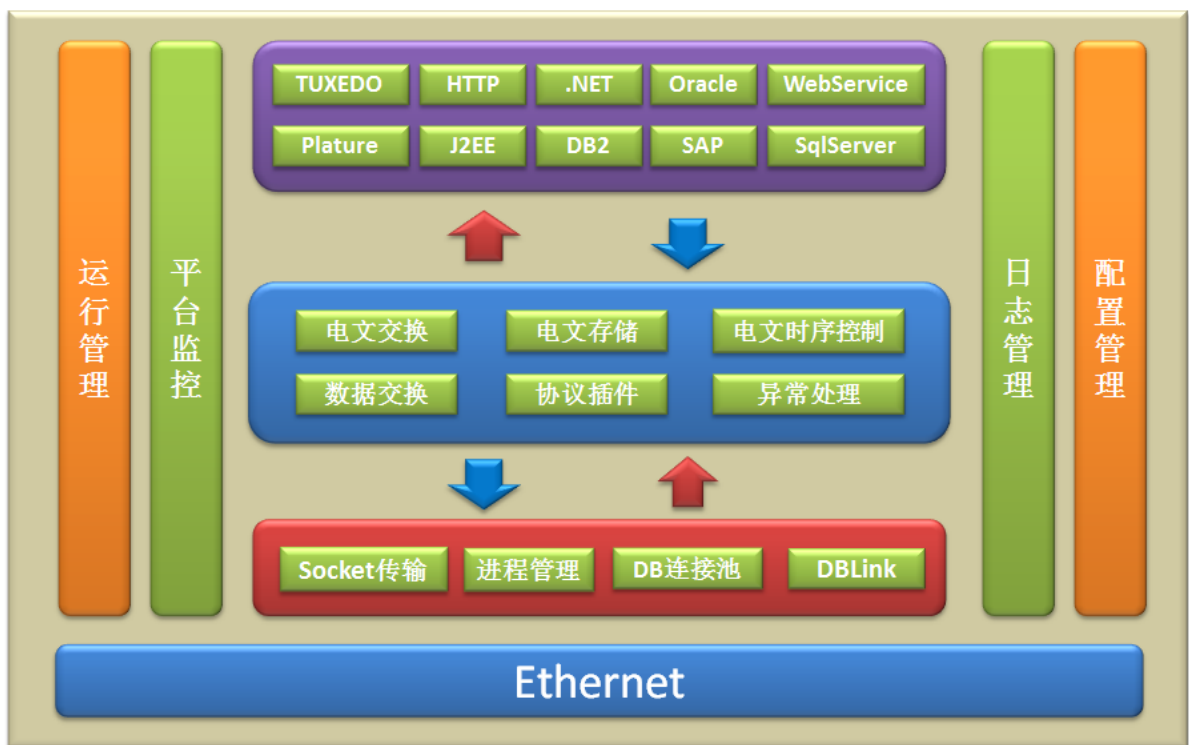 TUXEDO HTTP .NET Oracle WebService
Plature J2EE DB2 SAP SqlServer
运行管理
平台监控
电文交换 电文存储 电文时序控制
数据交换 协议插件 异常处理
日志管理
配置管理
Socket传输 进程管理 DB连接池 DBLink
Ethernet